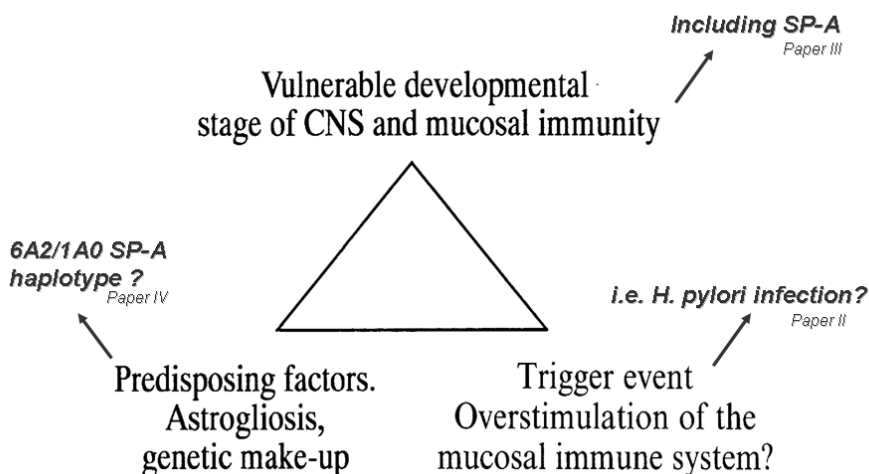 Including SP-A
Paper III
Vulnerable developmental
stage of CNS and mucosal immunity
6A2/1A0 SP-A
haplotype ?
Paper IV
i.e. H. pylori infection?
Paper II
Predisposing factors.
Astrogliosis,
genetic make-up
Trigger event
Overstimulation of the
mucosal immune system?